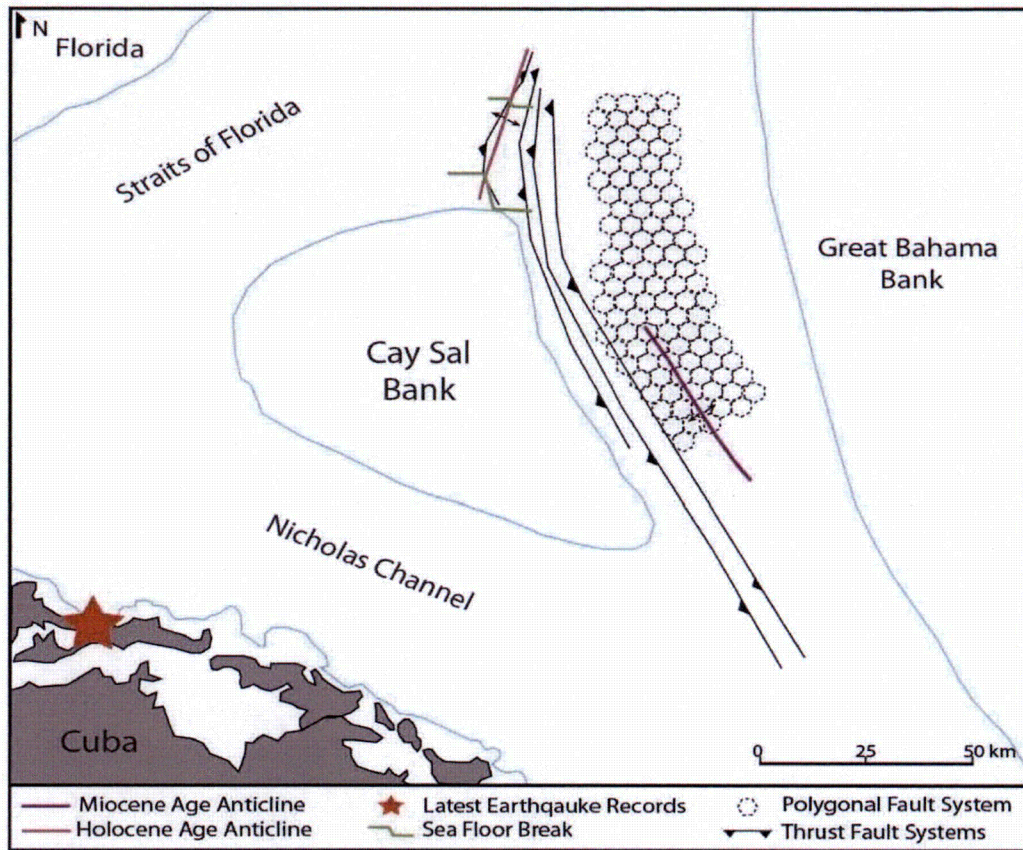 N
Florida
Straits of Florida
Great Bahama
Bank
Cay Sal
Bank
Nicholas Channel
Cuba
0 25 50 km
Miocene Age Anticline
Latest Earthqauke Records
Polygonal Fault System
Holocene Age Anticline
Sea Floor Break
Thrust Fault Systems